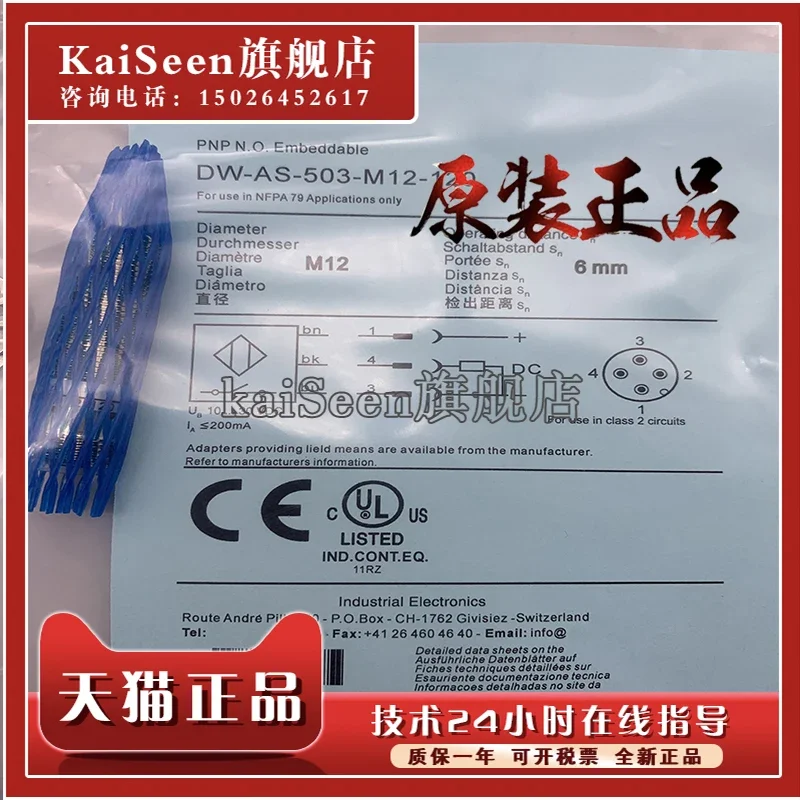 KaiSeen旗舰店
咨询电话：15026452617
PNP N.O. Embeddable
DW-AS-503-M12-120
原装正品
For use in NFPA 79 Applications only
Diameter
Durchmesser
Diamètre
Taglia
Diámetro
直径
M12
Operating distance Sn
Schaltabstand Sn
Portée Sn
Distanza Sn
Distância Sn
检出距离 Sn
6 mm
bn 1 +
bk 4 DC
3
4 2
1
kaiSeen旗舰店
IA ≤200mA
For use in class 2 circuits
M12
Adapters providing field means are available from the manufacturer.
Refer to manufacturers information.
CE
C UL US
LISTED
IND.CONT.EQ.
11RZ
Industrial Electronics
Route André - P.O.Box - CH-1762 Givisiez -Switzerland
Tel: - Fax: +41 26 460 46 40 - Email: info@
Detailed data sheets on the
Ausführliche Datenblätter auf
Fiches techniques détaillées sur
Esauriente documentazione tecnica
Informacoes detalhadas no site da
天猫正品
技术24小时在线指导
质保一年 可开税票 全新正品